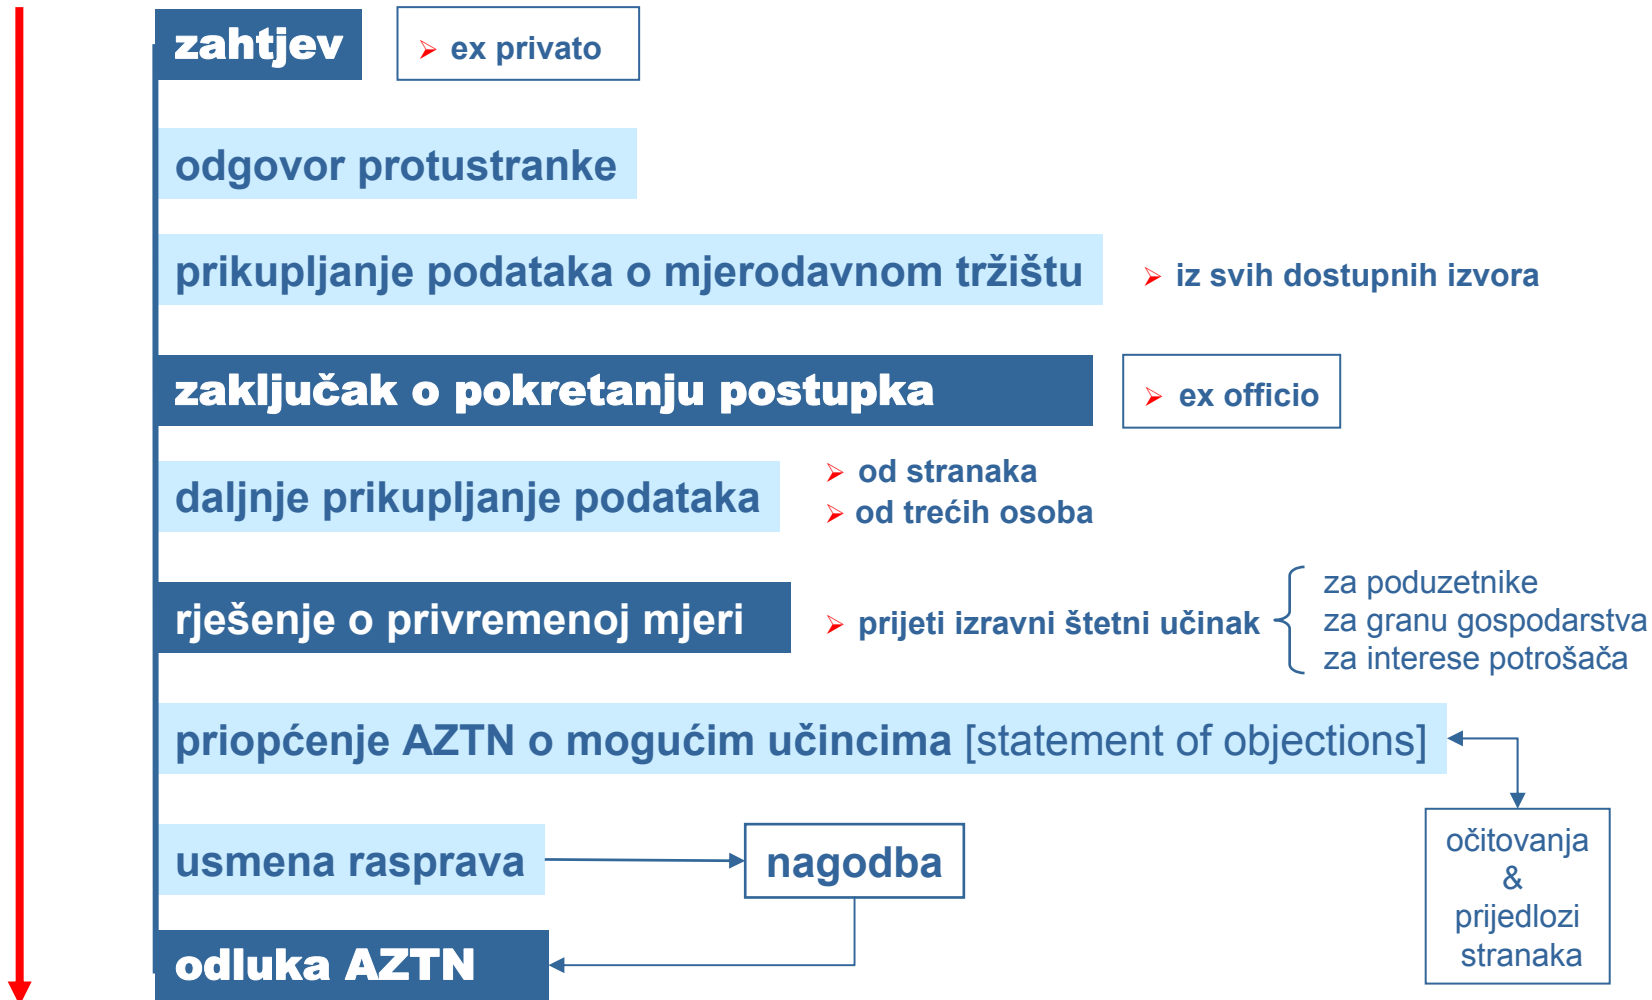 zahtjev
➢ ex privato
odgovor protustranke
prikupljanje podataka o mjerodavnom tržištu
➢ iz svih dostupnih izvora
zaključak o pokretanju postupka
➢ ex officio
daljnje prikupljanje podataka
➢ od stranaka
➢ od trećih osoba
rješenje o privremenoj mjeri
➢ prijeti izravni štetni učinak
za poduzetnike
za granu gospodarstva
za interese potrošača
priopćenje AZTN o mogućim učincima [statement of objections]
očitovanja
&
prijedlozi
stranaka
usmena rasprava
nagodba
odluka AZTN